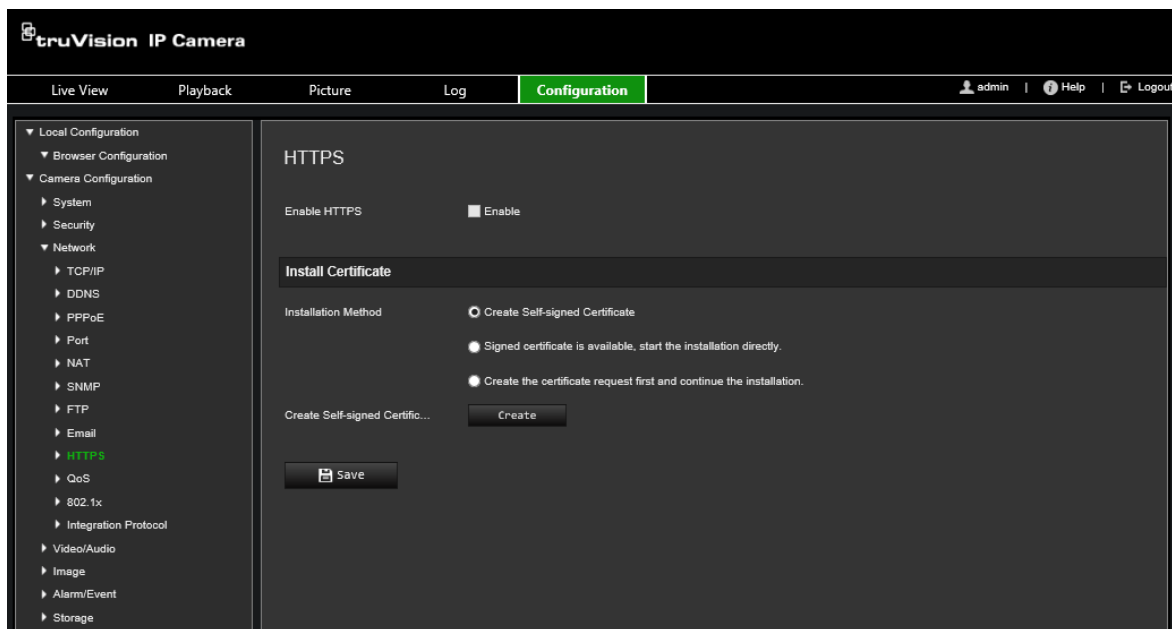 truVision IP Camera
Live View Playback Picture Log Configuration admin | Help | Logout
Local Configuration
Browser Configuration
Camera Configuration
System
Security
Network
TCP/IP
DDNS
PPPoE
Port
NAT
SNMP
FTP
Email
HTTPS
QoS
802.1x
Integration Protocol
Video/Audio
Image
Alarm/Event
Storage
HTTPS
Enable HTTPS Enable
Install Certificate
Installation Method Create Self-signed Certificate
Signed certificate is available, start the installation directly.
Create the certificate request first and continue the installation.
Create Self-signed Certific... Create
Save